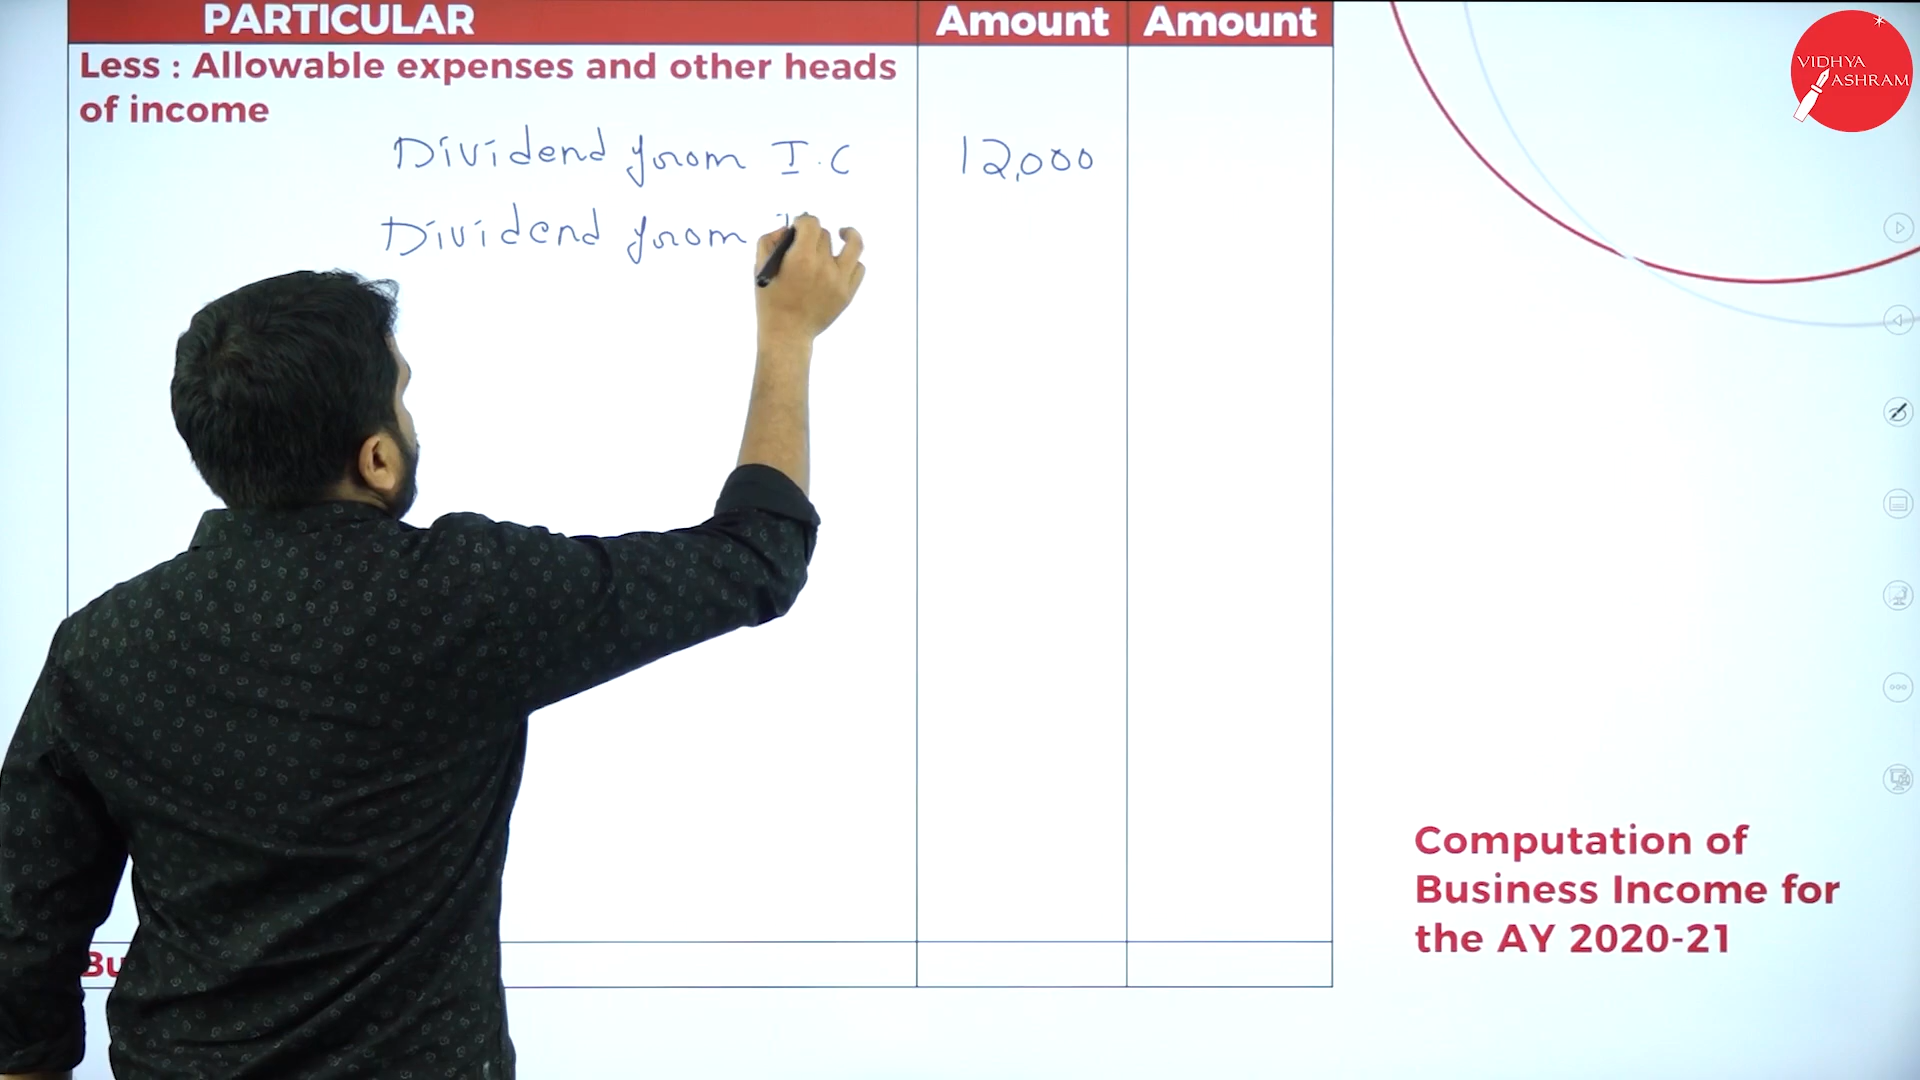 PARTICULAR Amount Amount
Less : Allowable expenses and other heads
of income
Dividend from I.C 12,000
Dividend from
Bu
Computation of
Business Income for
the AY 2020-21
VIDHYA
ASHRAM